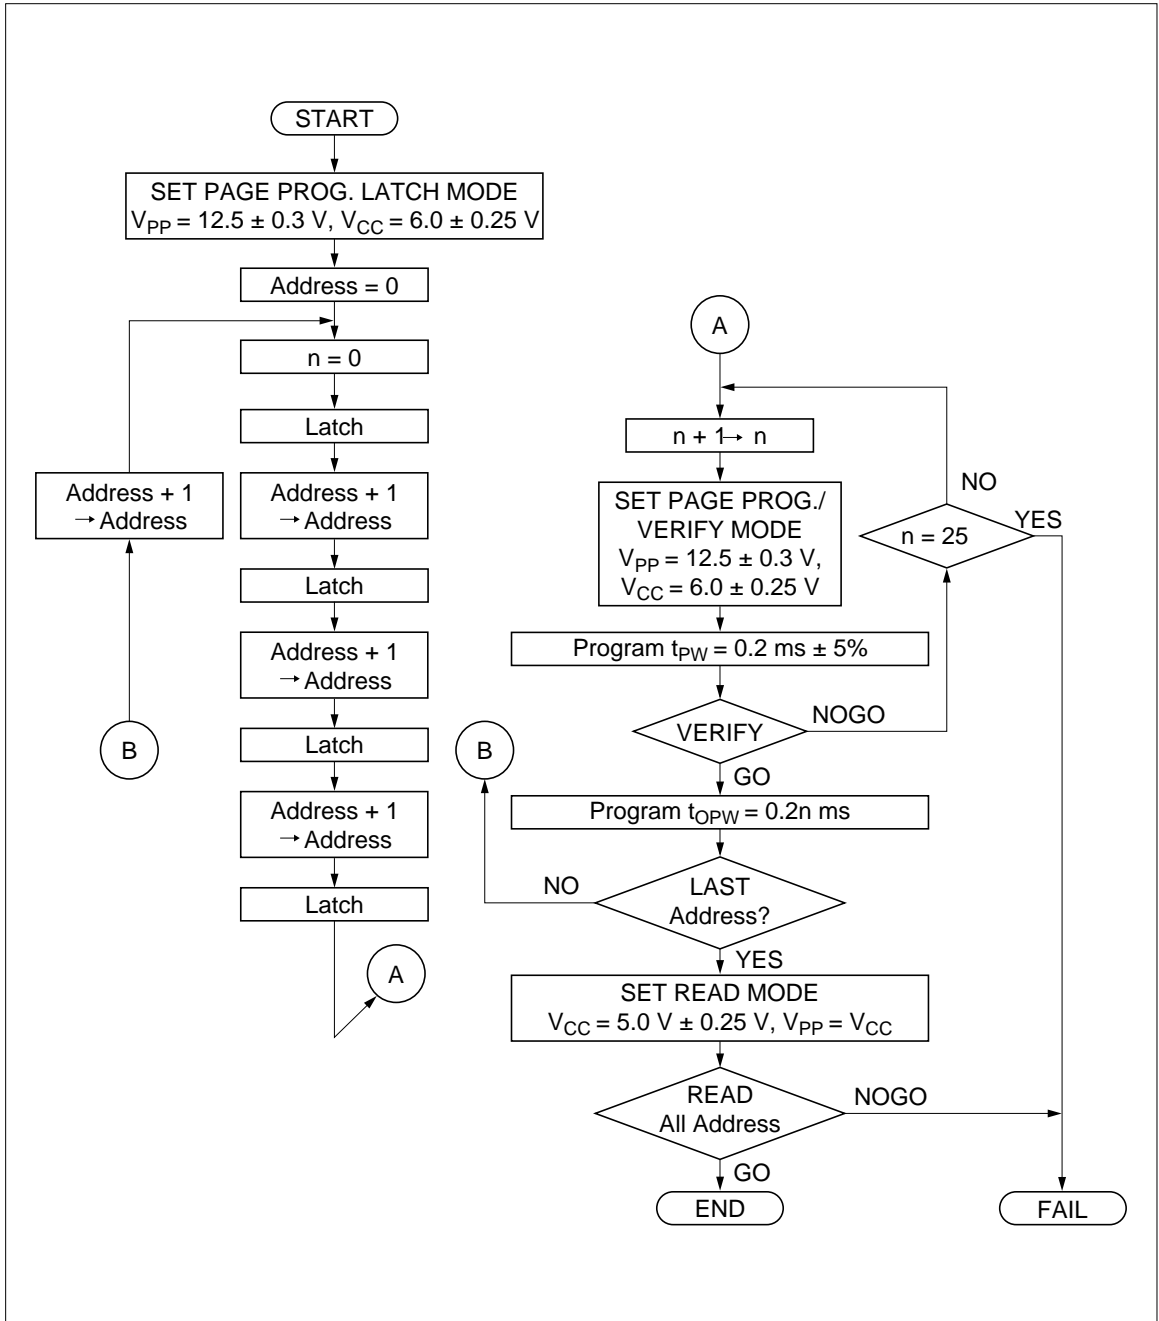 START
SET PAGE PROG. LATCH MODE
VPP = 12.5 ± 0.3 V, VCC = 6.0 ± 0.25 V
Address = 0
n = 0
Latch
Address + 1
→ Address
Latch
Address + 1
→ Address
Latch
Address + 1
→ Address
Latch
A
Address + 1
→ Address
B
A
n + 1→ n
SET PAGE PROG./
VERIFY MODE
VPP = 12.5 ± 0.3 V,
VCC = 6.0 ± 0.25 V
NO
n = 25
YES
Program tPW = 0.2 ms ± 5%
VERIFY
NOGO
GO
B
Program tOPW = 0.2n ms
LAST
Address?
NO
YES
SET READ MODE
VCC = 5.0 V ± 0.25 V, VPP = VCC
READ
All Address
NOGO
GO
END
FAIL